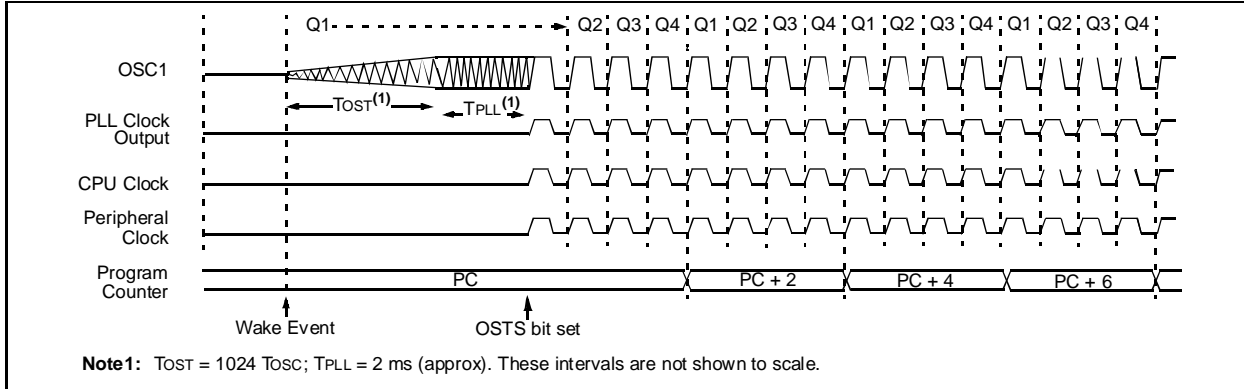 Q1 Q2 Q3 Q4 Q1 Q2 Q3 Q4 Q1 Q2 Q3 Q4 Q1 Q2 Q3 Q4
OSC1
TOST(1) TPLL(1)
PLL Clock
Output
CPU Clock
Peripheral
Clock
Program
Counter
PC PC + 2 PC + 4 PC + 6
Wake Event OSTS bit set
Note1: TOST = 1024 TOSC; TPLL = 2 ms (approx). These intervals are not shown to scale.